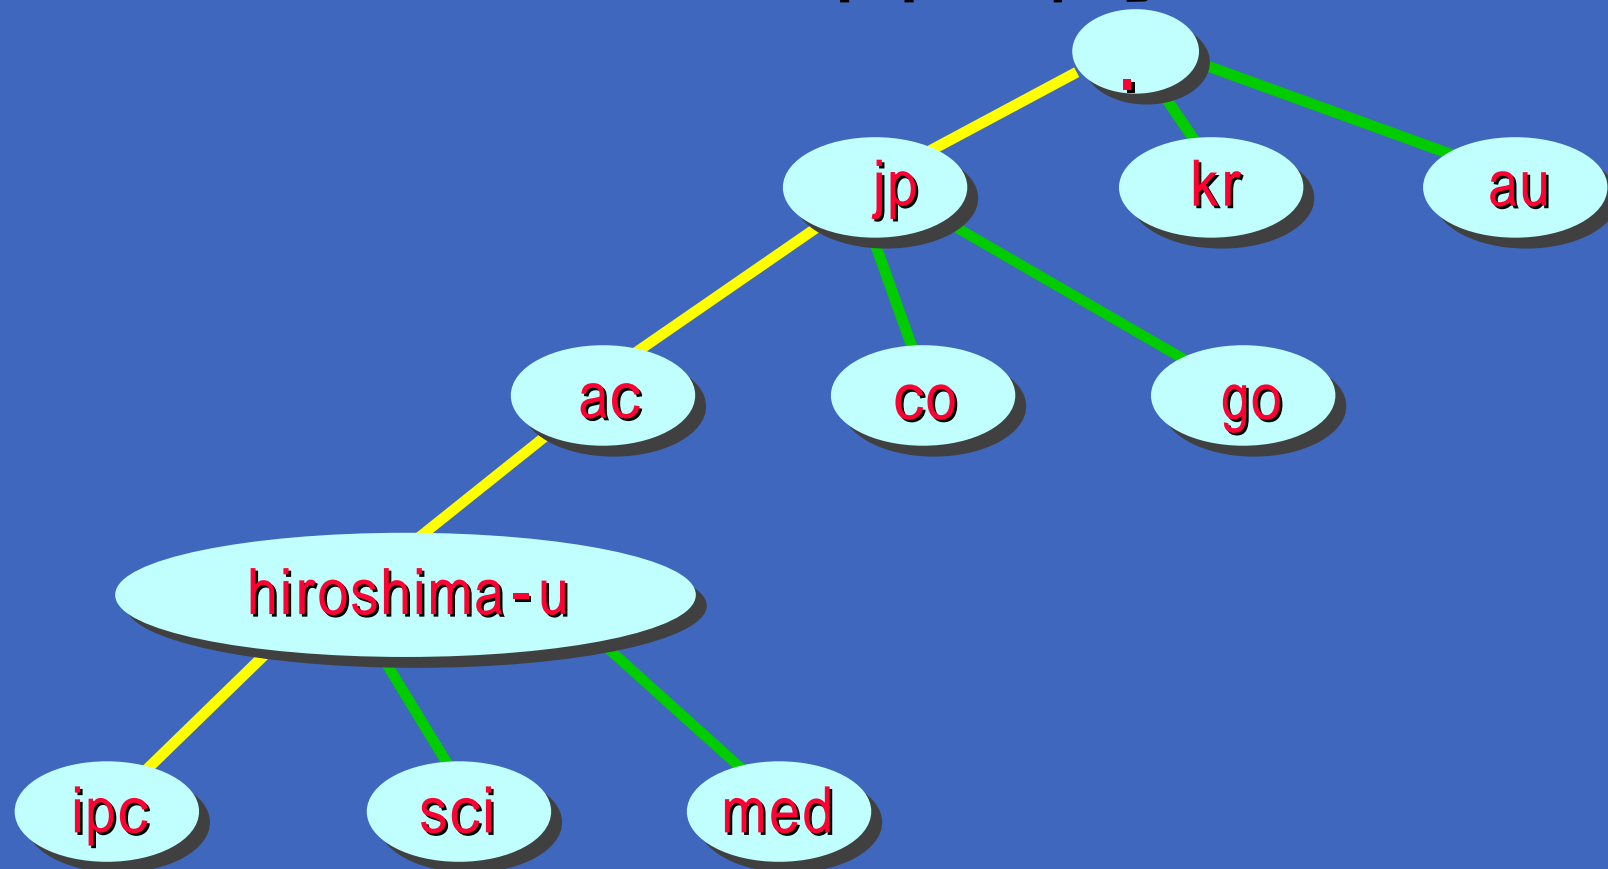 .
jp kr au
ac co go
hiroshima-u
ipc sci med